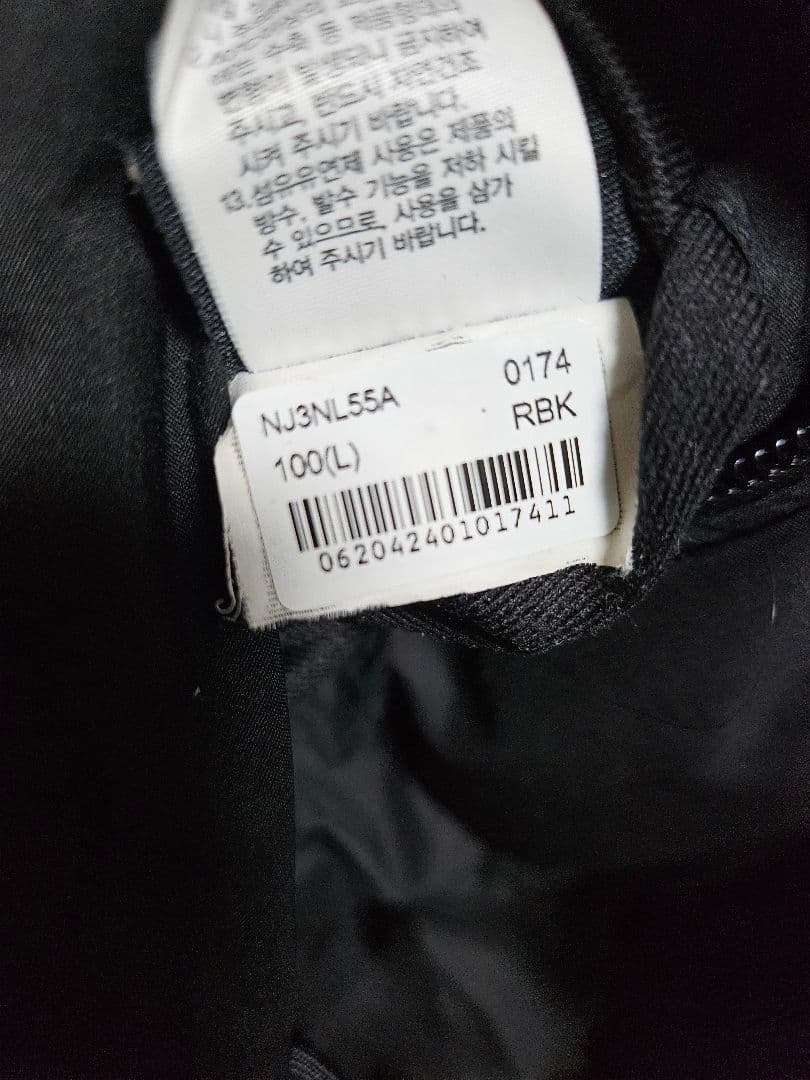 변형이 발생하니 금지하여
주시고, 반드시 자연건조
시켜 주시기 바랍니다.
13.섬유유연제 사용은 제품의
방수, 발수 기능을 저하 시킬
수 있으므로, 사용을 삼가
하여 주시기 바랍니다.
NJ3NL55A 0174
100(L) RBK
062042401017411